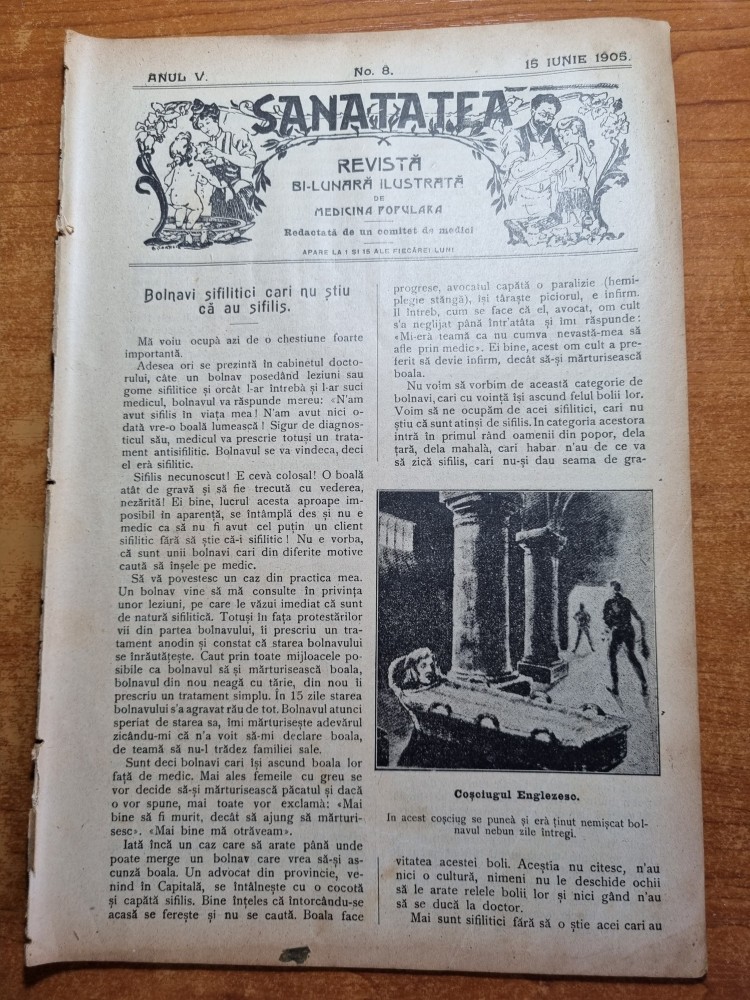 ANUL V.
No. 8.
15 IUNIE 1905.
SANATATEA
REVISTĂ
BI-LUNARĂ ILUSTRATĂ
DE
MEDICINA POPULARA
Redactată de un comitet de medici
APARE LA 1 SI 15 ALE FIECĂREI LUNI
Bolnavi sifilitici cari nu știu
că au sifilis.
Mă voiu ocupà azi de o chestiune foarte
importantă.
Adesea ori se prezintă în cabinetul docto-
rului, câte un bolnav posedând leziuni sau
gome sifilitice și orcât l-ar întrebà și l-ar suci
medicul, bolnavul va răspunde mereu: «N'am
avut sifilis în viața mea! N'am avut nici o-
dată vre-o boală lumească! Sigur de diagnos-
ticul său, medicul va prescrie totuși un trata-
ment antisifilitic. Bolnavul se va vindeca, deci
el erà sifilitic.
Sifilis necunoscut! E cevà colosal! O boală
atât de gravă și să fie trecută cu vederea,
nezărită! Ei bine, lucrul acesta aproape im-
posibil în aparență, se întâmplă des și nu e
medic ca să nu fi avut cel puțin un client
sifilitic fără să știe că-i sifilitic! Nu e vorba,
că sunt unii bolnavi cari din diferite motive
caută să înșele pe medic.
Să vă povestesc un caz din practica mea.
Un bolnav vine să mă consulte în privința
unor leziuni, pe care le văzui imediat că sunt
de natură sifilitică. Totuși în fața protestărilor
vii din partea bolnavului, îi prescriu un tra-
tament anodin și constat că starea bolnavului
se înrăutățește. Caut prin toate mijloacele po-
sibile ca bolnavul să și mărturisească boala,
bolnavul din nou neagă cu tărie, din nou îi
prescriu un tratament simplu. În 15 zile starea
bolnavului s'a agravat rău de tot. Bolnavul atunci
speriat de starea sa, îmi mărturisește adevărul
zicându-mi că n'a voit să-mi declare boala,
de teamă să nu-l trădez familiei sale.
Sunt deci bolnavi cari își ascund boala lor
față de medic. Mai ales femeile cu greu se
vor decide să-și mărturisească păcatul și dacă
o vor spune, mai toate vor exclamà: «Mai
bine să fi murit, decât să ajung să mărturi-
sesc». «Mai bine mă otrăveam».
Iată încă un caz care să arate până unde
poate merge un bolnav care vrea să-și as-
cunză boala. Un advocat din provincie, ve-
nind în Capitală, se întâlnește cu o cocotă
și capătă sifilis. Bine înțeles că întorcându-se
acasă se ferește și nu se caută. Boala face
progrese, avocatul capătă o paralizie (hemi-
plegie stângă), își târaște piciorul, e infirm.
Il întreb, cum se face că el, avocat, om cult
s'a neglijat până într'atâta și îmi răspunde:
«Mi-erà teamă ca nu cumva nevastă-mea să
afle prin medic». Ei bine, acest om cult a pre-
ferit să devie infirm, decât să-și mărturisească
boala.
Nu voim să vorbim de această categorie de
bolnavi, cari cu voință își ascund felul bolii lor.
Voim să ne ocupăm de acei sifilitici, cari nu
știu că sunt atinși de sifilis. In categoria acestora
intră în primul rând oamenii din popor, dela
țară, dela mahală, cari habar n'au de ce va
să zică sifilis, cari nu-și dau seama de gra-
Coșciugul Englezesc.
In acest coșciug se puneà și erà ținut nemișcat bol-
navul nebun zile întregi.
vitatea acestei boli. Aceștia nu citesc, n'au
nici o cultură, nimeni nu le deschide ochii
să le arate relele bolii lor și nici gând n'au
să se ducă la doctor.
Mai sunt sifilitici fără să o știe acei cari au